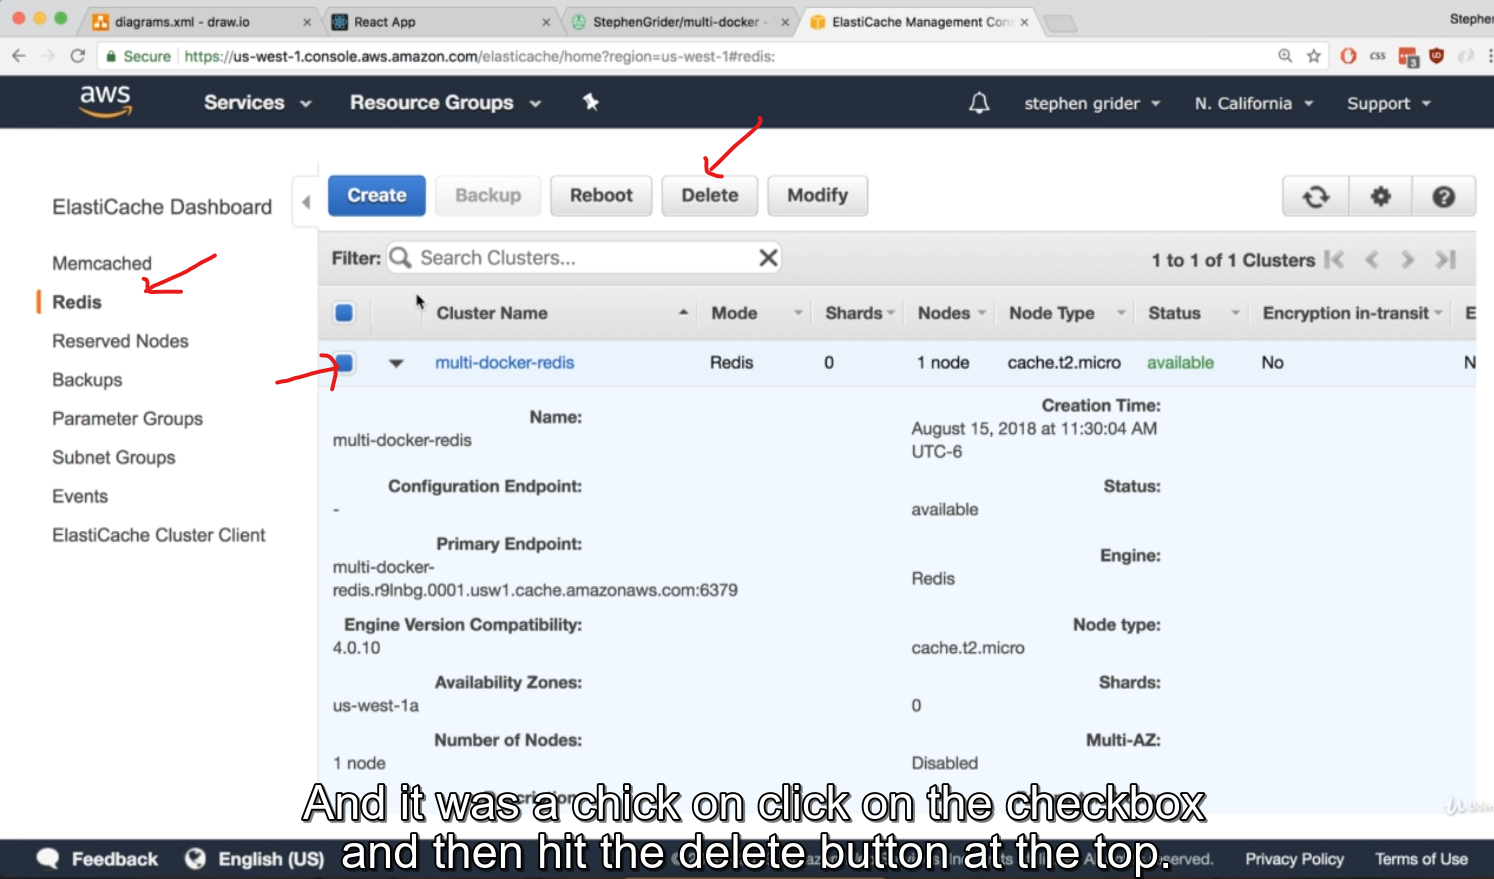 diagrams.xml - draw.io
React App
StephenGrider/multi-docker -
ElastiCache Management Con
Stephen
Secure https://us-west-1.console.aws.amazon.com/elasticache/home?region=us-west-1#redis:
css
3
aws Services Resource Groups stephen grider N. California Support
ElastiCache Dashboard
Memcached
Redis
Reserved Nodes
Backups
Parameter Groups
Subnet Groups
Events
ElastiCache Cluster Client
Create Backup Reboot Delete Modify
Filter: Search Clusters... 1 to 1 of 1 Clusters
Cluster Name Mode Shards Nodes Node Type Status Encryption in-transit E
multi-docker-redis Redis 0 1 node cache.t2.micro available No N
Name:
multi-docker-redis
Creation Time:
August 15, 2018 at 11:30:04 AM
UTC-6
Configuration Endpoint:
-
Status:
available
Primary Endpoint:
multi-docker-
redis.r9lnbg.0001.usw1.cache.amazonaws.com:6379
Engine:
Redis
Engine Version Compatibility:
4.0.10
Node type:
cache.t2.micro
Availability Zones:
us-west-1a
Shards:
0
Number of Nodes:
1 node
Multi-AZ:
Disabled
And it was a chick on click on the checkbox
and then hit the delete button at the top.
Feedback English (US) Privacy Policy Terms of Use